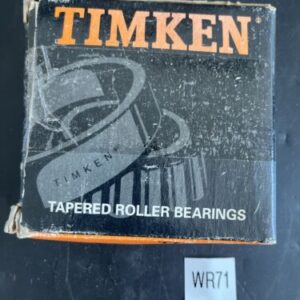 TIMKEN®
TIMKEN®
TAPERED ROLLER BEARINGS
WR71